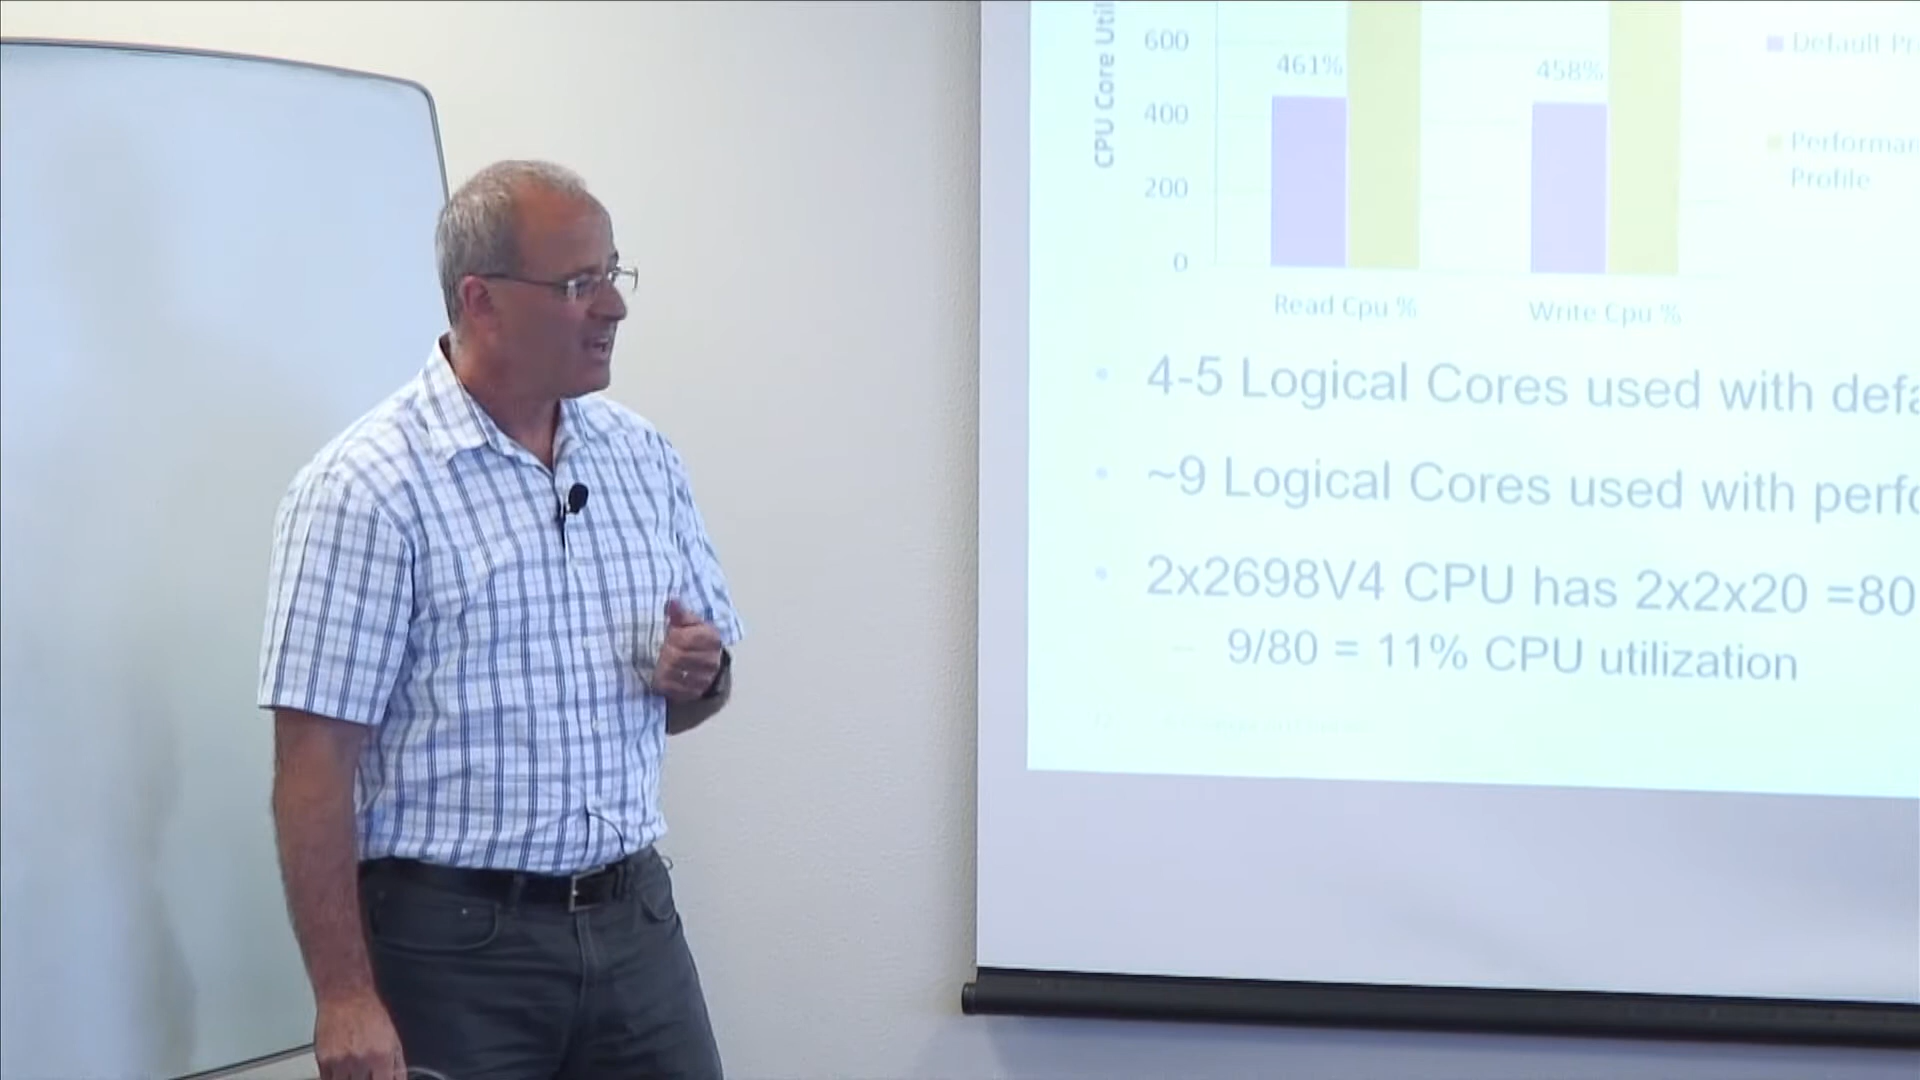 CPU Core Util
600
400
200
0
461%
458%
Default Pr
Performan
Profile
Read Cpu %
Write Cpu %
• 4-5 Logical Cores used with defa
• ~9 Logical Cores used with perfo
• 2x2698V4 CPU has 2x2x20 =80
– 9/80 = 11% CPU utilization